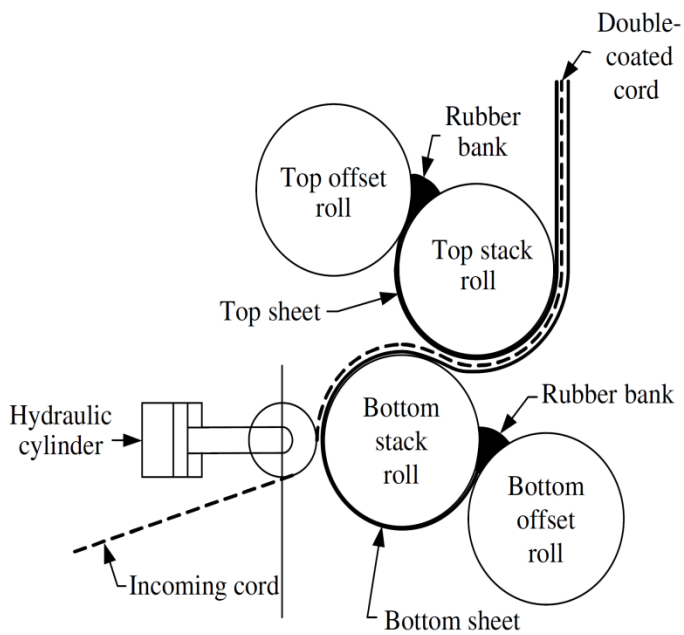 Double-
coated
cord
Rubber
bank
Top offset
roll
Top stack
roll
Top sheet
Hydraulic
cylinder
Bottom
stack
roll
Rubber bank
Bottom
offset
roll
Incoming cord
Bottom sheet